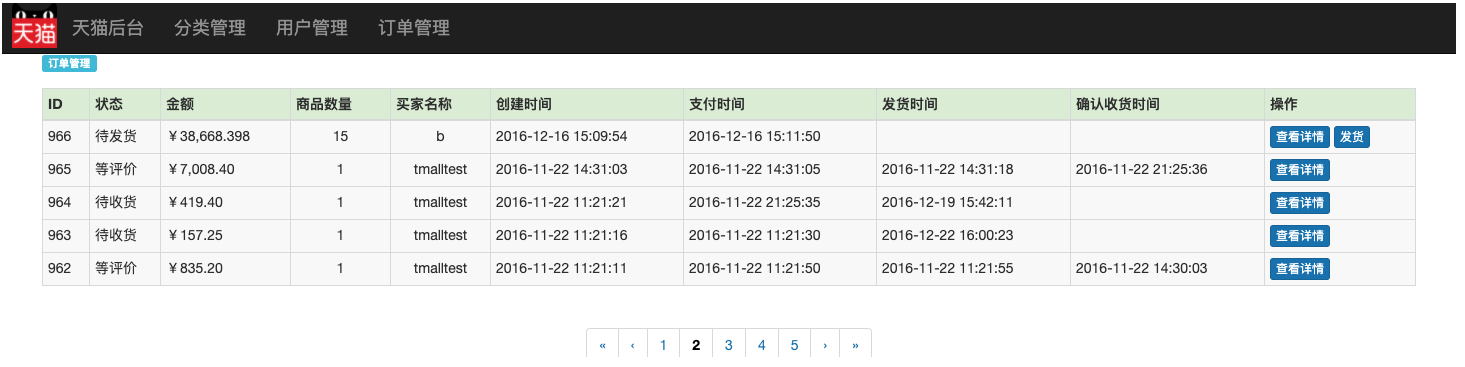 天猫 天猫后台 分类管理 用户管理 订单管理
订单管理
ID 状态 金额 商品数量 买家名称 创建时间 支付时间 发货时间 确认收货时间 操作
966 待发货 ￥38,668.398 15 b 2016-12-16 15:09:54 2016-12-16 15:11:50 查看详情 发货
965 等评价 ￥7,008.40 1 tmalltest 2016-11-22 14:31:03 2016-11-22 14:31:05 2016-11-22 14:31:18 2016-11-22 21:25:36 查看详情
964 待收货 ￥419.40 1 tmalltest 2016-11-22 11:21:21 2016-11-22 21:25:35 2016-12-19 15:42:11 查看详情
963 待收货 ￥157.25 1 tmalltest 2016-11-22 11:21:16 2016-11-22 11:21:30 2016-12-22 16:00:23 查看详情
962 等评价 ￥835.20 1 tmalltest 2016-11-22 11:21:11 2016-11-22 11:21:50 2016-11-22 11:21:55 2016-11-22 14:30:03 查看详情
« ‹ 1 2 3 4 5 › »